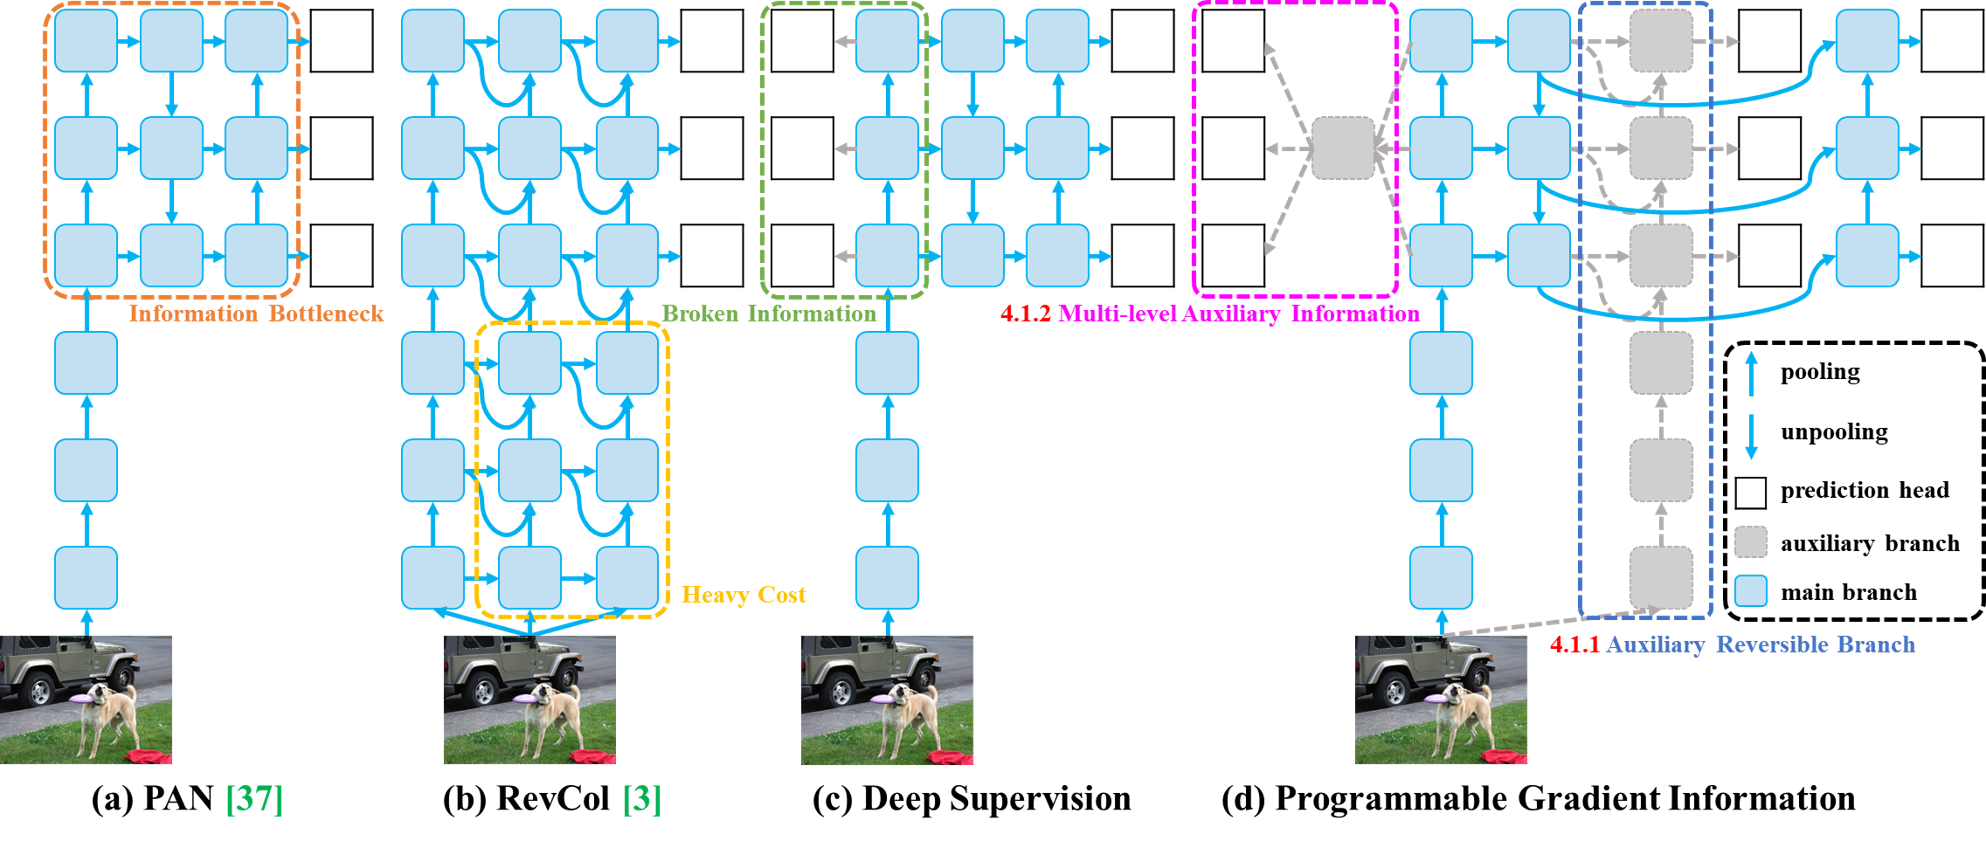 Information Bottleneck
Broken Information
4.1.2 Multi-level Auxiliary Information
pooling
unpooling
prediction head
auxiliary branch
main branch
Heavy Cost
4.1.1 Auxiliary Reversible Branch
(a) PAN [37]
(b) RevCol [3]
(c) Deep Supervision
(d) Programmable Gradient Information